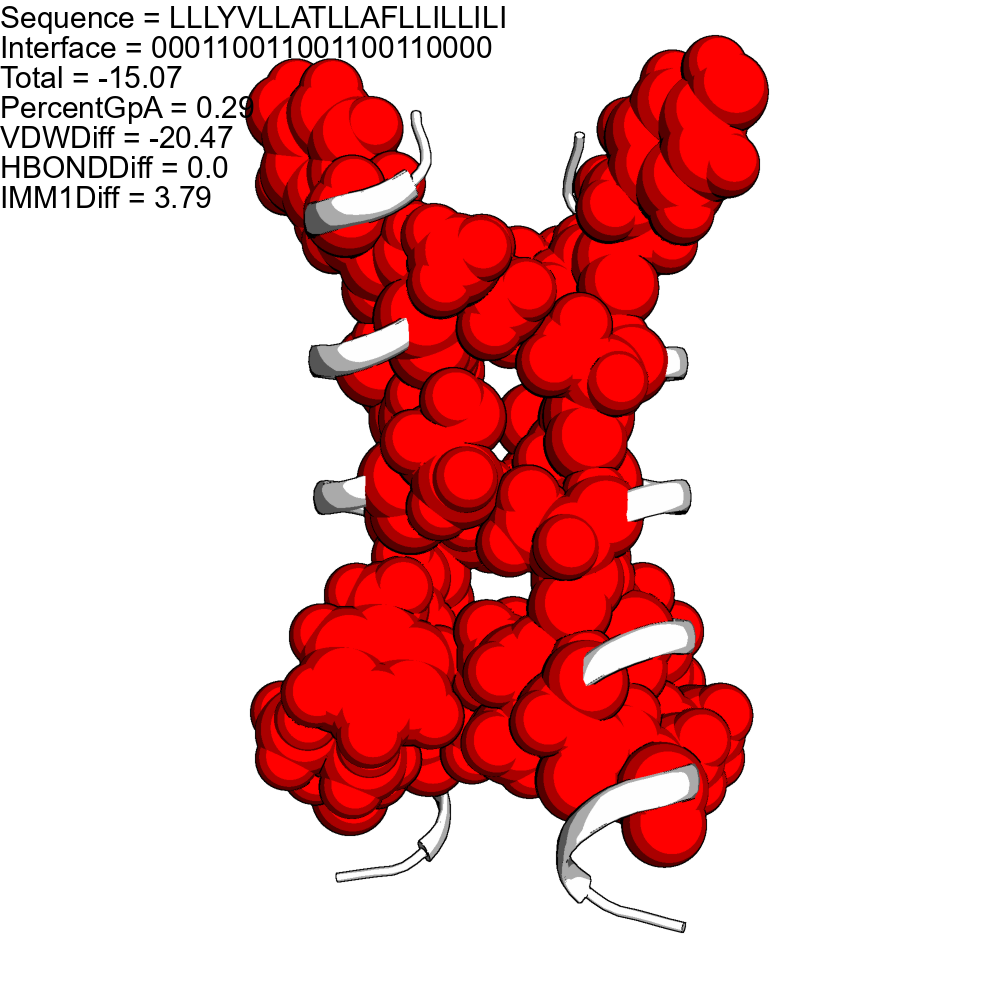 Sequence = LLLYVLLATLLAFLLILLILI
Interface = 000110011001100110000
Total = -15.07
PercentGpA = 0.29
VDWDiff = -20.47
HBONDDiff = 0.0
IMM1Diff = 3.79